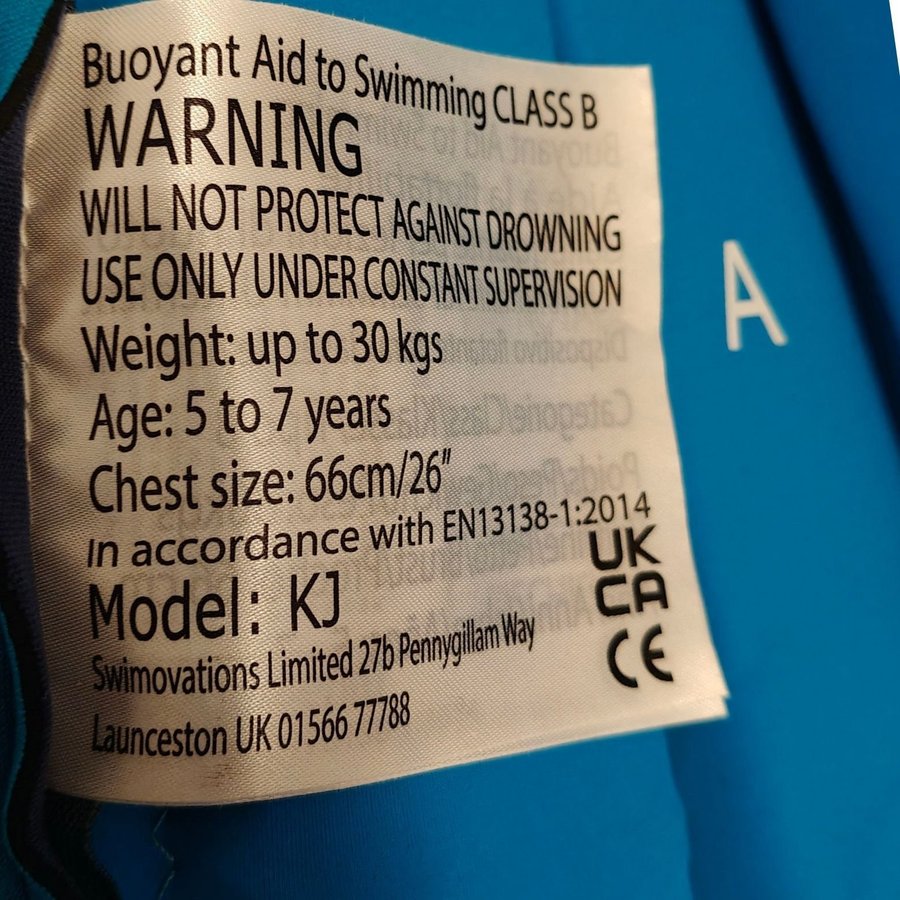 Buoyant Aid to Swimming CLASS B
WARNING
WILL NOT PROTECT AGAINST DROWNING
USE ONLY UNDER CONSTANT SUPERVISION
Weight: up to 30 kgs
Age: 5 to 7 years
Chest size: 66cm/26"
In accordance with EN13138-1:2014
UK
CA
Model: KJ
CE
Swimovations Limited 27b Pennygillam Way
Launceston UK 01566 77788
A